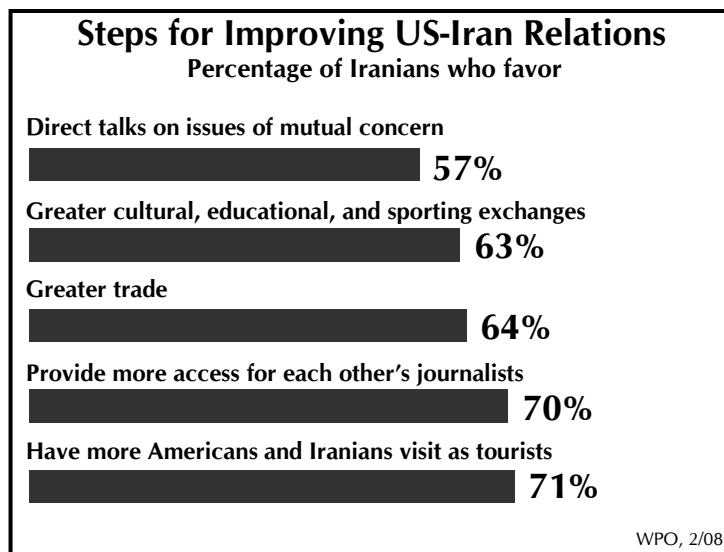 Steps for Improving US-Iran Relations
Percentage of Iranians who favor
Direct talks on issues of mutual concern
57%
Greater cultural, educational, and sporting exchanges
63%
Greater trade
64%
Provide more access for each other’s journalists
70%
Have more Americans and Iranians visit as tourists
71%
WPO, 2/08